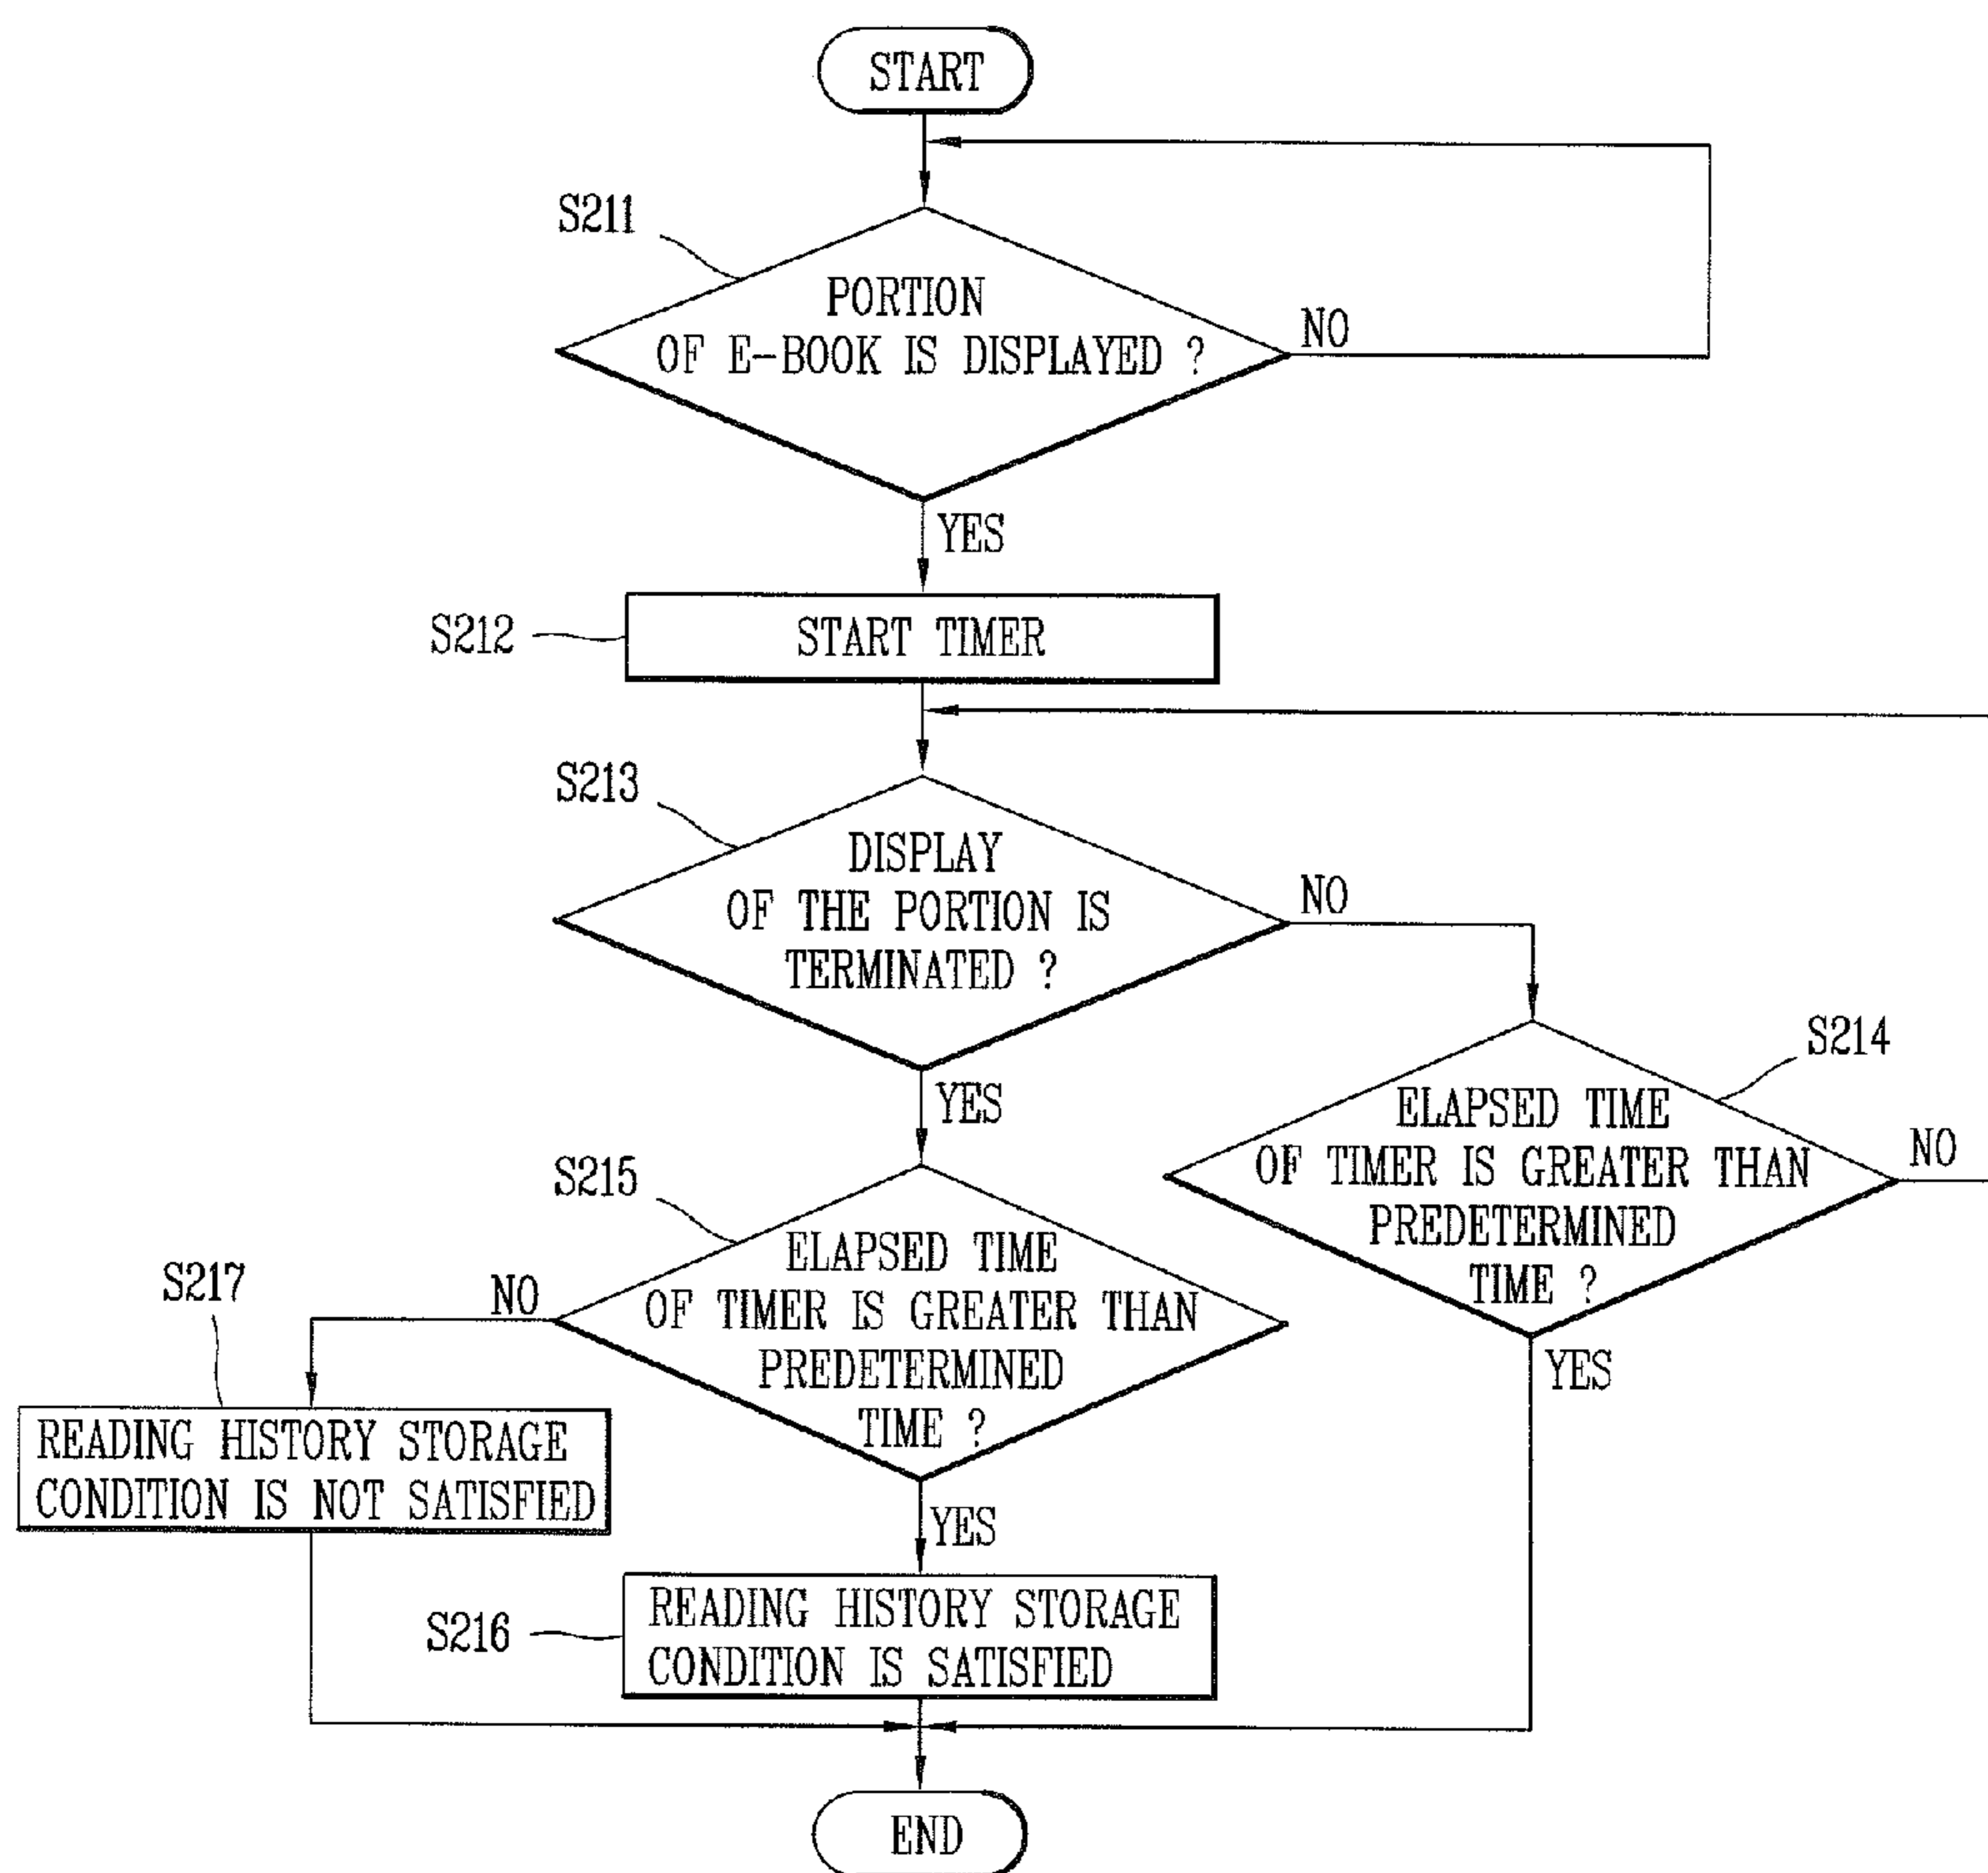 START
S211
PORTION
OF E-BOOK IS DISPLAYED ?
NO
YES
S212
START TIMER
S213
DISPLAY
OF THE PORTION IS
TERMINATED ?
NO
YES
S214
ELAPSED TIME
OF TIMER IS GREATER THAN
PREDETERMINED
TIME ?
NO
YES
S215
ELAPSED TIME
OF TIMER IS GREATER THAN
PREDETERMINED
TIME ?
NO
YES
S217
READING HISTORY STORAGE
CONDITION IS NOT SATISFIED
S216
READING HISTORY STORAGE
CONDITION IS SATISFIED
END